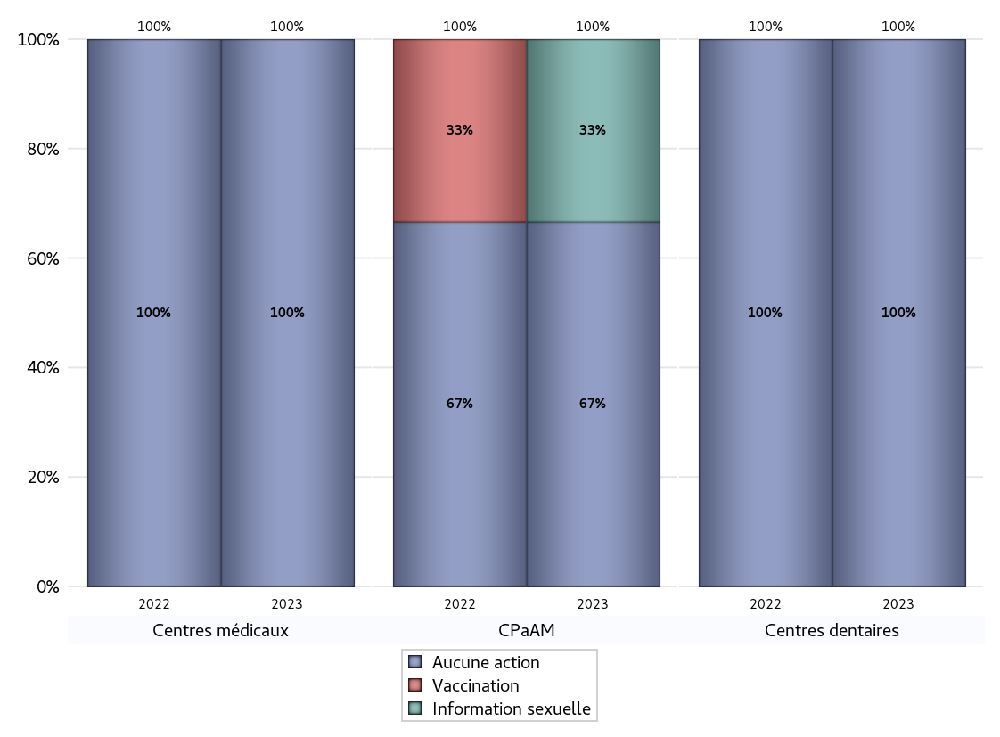 100% 100% 100% 100% 100% 100%
100%
33% 33%
80%
60%
100% 100% 100% 100%
40%
67% 67%
20%
0%
2022 2023 2022 2023 2022 2023
Centres médicaux CPaAM Centres dentaires
Aucune action
Vaccination
Information sexuelle